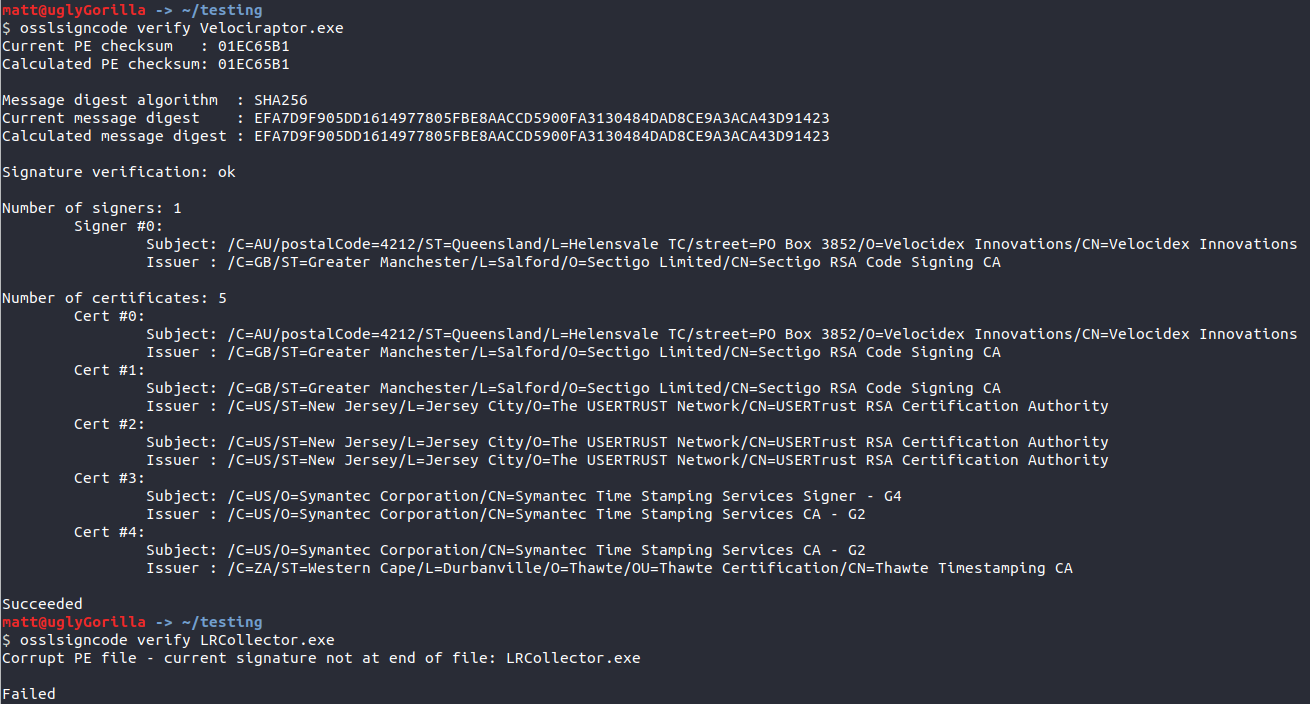 matt@uglyGorilla -> ~/testing
$ osslsigncode verify Velociraptor.exe
Current PE checksum   : 01EC65B1
Calculated PE checksum: 01EC65B1

Message digest algorithm  : SHA256
Current message digest    : EFA7D9F905DD1614977805FBE8AACCD5900FA3130484DAD8CE9A3ACA43D91423
Calculated message digest : EFA7D9F905DD1614977805FBE8AACCD5900FA3130484DAD8CE9A3ACA43D91423

Signature verification: ok

Number of signers: 1
        Signer #0:
                Subject: /C=AU/postalCode=4212/ST=Queensland/L=Helensvale TC/street=PO Box 3852/O=Velocidex Innovations/CN=Velocidex Innovations
                Issuer : /C=GB/ST=Greater Manchester/L=Salford/O=Sectigo Limited/CN=Sectigo RSA Code Signing CA

Number of certificates: 5
        Cert #0:
                Subject: /C=AU/postalCode=4212/ST=Queensland/L=Helensvale TC/street=PO Box 3852/O=Velocidex Innovations/CN=Velocidex Innovations
                Issuer : /C=GB/ST=Greater Manchester/L=Salford/O=Sectigo Limited/CN=Sectigo RSA Code Signing CA
        Cert #1:
                Subject: /C=GB/ST=Greater Manchester/L=Salford/O=Sectigo Limited/CN=Sectigo RSA Code Signing CA
                Issuer : /C=US/ST=New Jersey/L=Jersey City/O=The USERTRUST Network/CN=USERTrust RSA Certification Authority
        Cert #2:
                Subject: /C=US/ST=New Jersey/L=Jersey City/O=The USERTRUST Network/CN=USERTrust RSA Certification Authority
                Issuer : /C=US/ST=New Jersey/L=Jersey City/O=The USERTRUST Network/CN=USERTrust RSA Certification Authority
        Cert #3:
                Subject: /C=US/O=Symantec Corporation/CN=Symantec Time Stamping Services Signer - G4
                Issuer : /C=US/O=Symantec Corporation/CN=Symantec Time Stamping Services CA - G2
        Cert #4:
                Subject: /C=US/O=Symantec Corporation/CN=Symantec Time Stamping Services CA - G2
                Issuer : /C=ZA/ST=Western Cape/L=Durbanville/O=Thawte/OU=Thawte Certification/CN=Thawte Timestamping CA

Succeeded
matt@uglyGorilla -> ~/testing
$ osslsigncode verify LRCollector.exe
Corrupt PE file - current signature not at end of file: LRCollector.exe

Failed